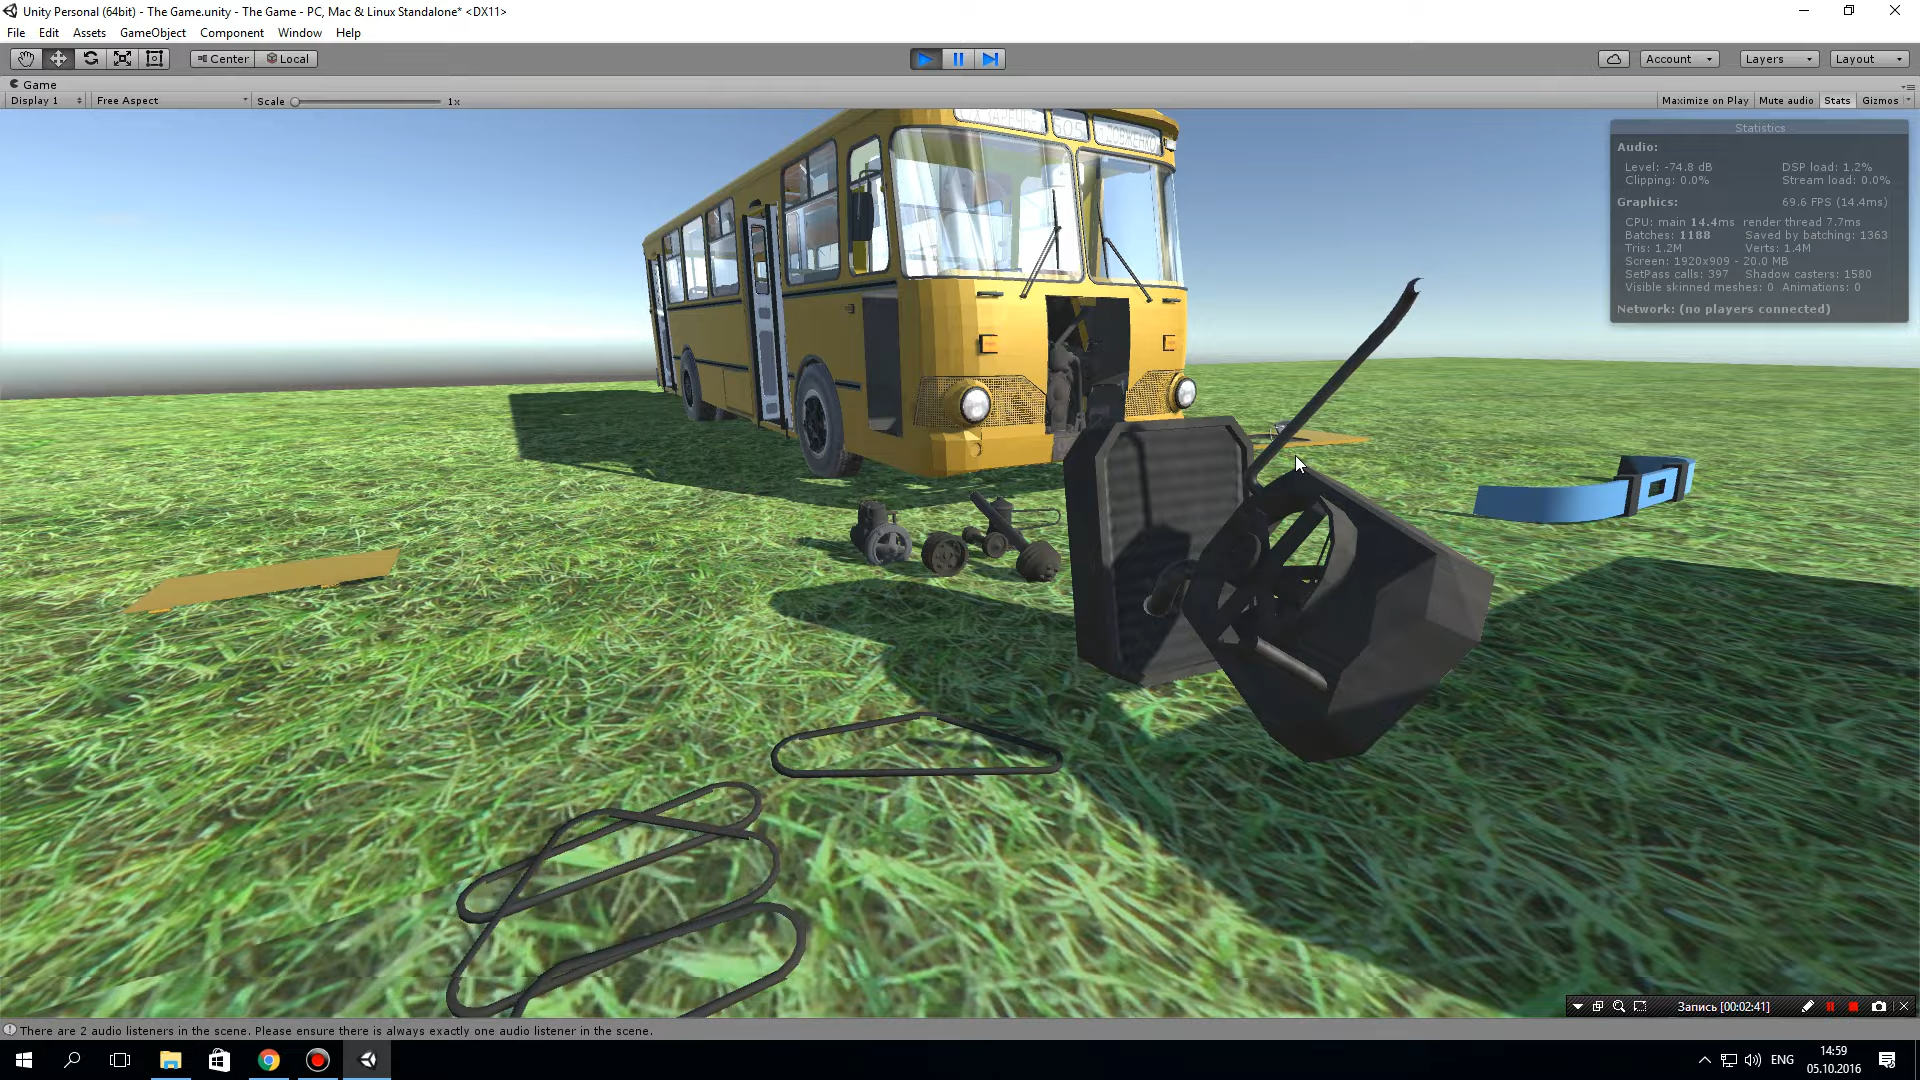 Unity Personal (64bit) - The Game.unity - The Game - PC, Mac & Linux Standalone* <DX11>
File Edit Assets GameObject Component Window Help
Center Local Account Layers Layout
Game
Display 1 Free Aspect Scale 1x Maximize on Play Mute audio Stats Gizmos
505
Statistics
Audio:
Level: -74.8 dB DSP load: 1.2%
Clipping: 0.0% Stream load: 0.0%
Graphics: 69.6 FPS (14.4ms)
CPU: main 14.4ms render thread 7.7ms
Batches: 1188 Saved by batching: 1363
Tris: 1.2M Verts: 1.4M
Screen: 1920x909 - 20.0 MB
SetPass calls: 397 Shadow casters: 1580
Visible skinned meshes: 0 Animations: 0
Network: (no players connected)
Запись [00:02:41]
There are 2 audio listeners in the scene. Please ensure there is always exactly one audio listener in the scene.
ENG
14:59
05.10.2016